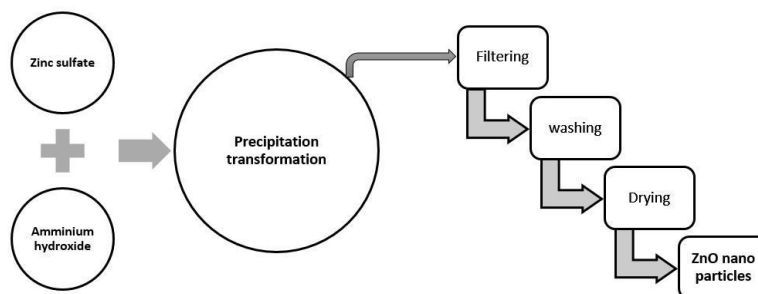 Zinc sulfate
Amminium
hydroxide
Precipitation
transformation
Filtering
washing
Drying
ZnO nano
particles